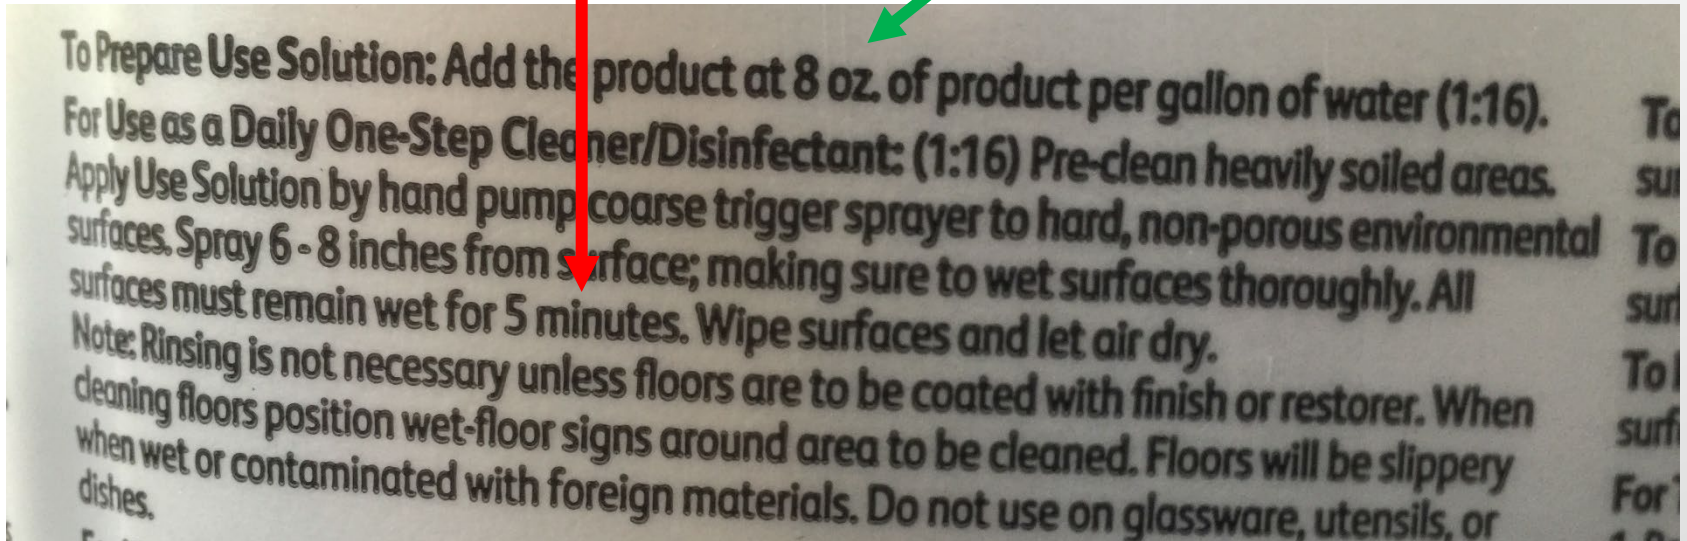 To Prepare Use Solution: Add the product at 8 oz. of product per gallon of water (1:16).
For Use as a Daily One-Step Cleaner/Disinfectant: (1:16) Pre-clean heavily soiled areas.
Apply Use Solution by hand pump coarse trigger sprayer to hard, non-porous environmental
surfaces. Spray 6 - 8 inches from surface; making sure to wet surfaces thoroughly. All
surfaces must remain wet for 5 minutes. Wipe surfaces and let air dry.
Note: Rinsing is not necessary unless floors are to be coated with finish or restorer. When
cleaning floors position wet-floor signs around area to be cleaned. Floors will be slippery
when wet or contaminated with foreign materials. Do not use on glassware, utensils, or
dishes.
To
To
To
For